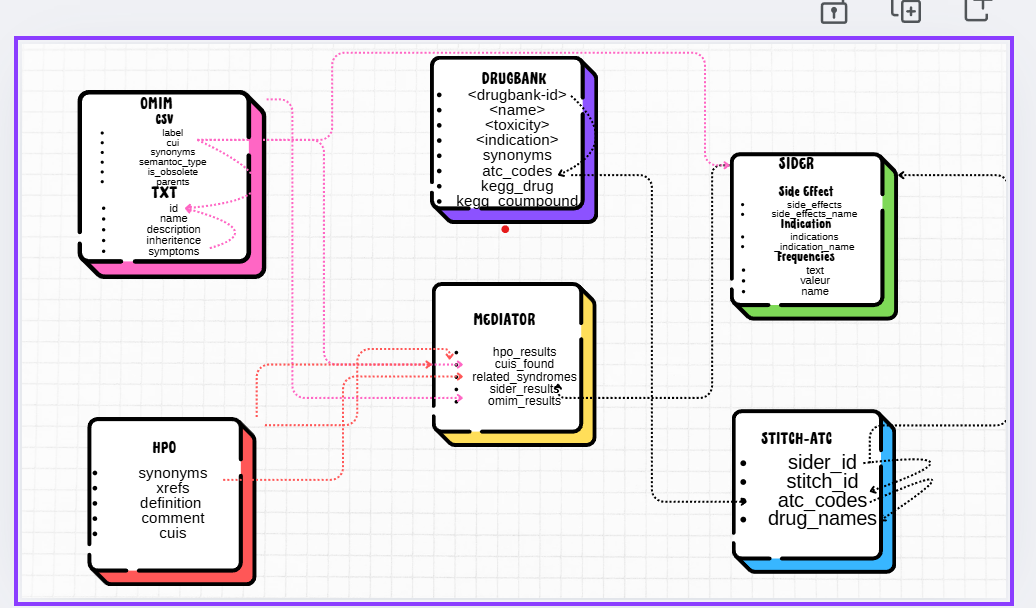 OMIM
CSV
label
cui
synonyms
semantoc_type
is_obsolete
parents
TXT
id
name
description
inheritence
symptoms
DRUGBANK
<drugbank-id>
<name>
<toxicity>
<indication>
synonyms
atc_codes
kegg_drug
kegg_coumpound
SIDER
Side Effect
side_effects
side_effects_name
Indication
indications
indication_name
Frequencies
text
valeur
name
MEDIATOR
hpo_results
cuis_found
related_syndromes
sider_results
omim_results
HPO
synonyms
xrefs
definition
comment
cuis
STITCH-ATC
sider_id
stitch_id
atc_codes
drug_names